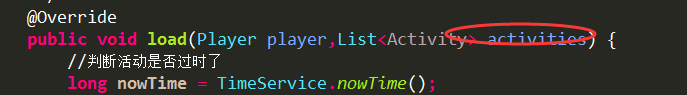 @Override
public void load(Player player,List<Activity> activities) {
//判断活动是否过时了
long nowTime = TimeService.nowTime();